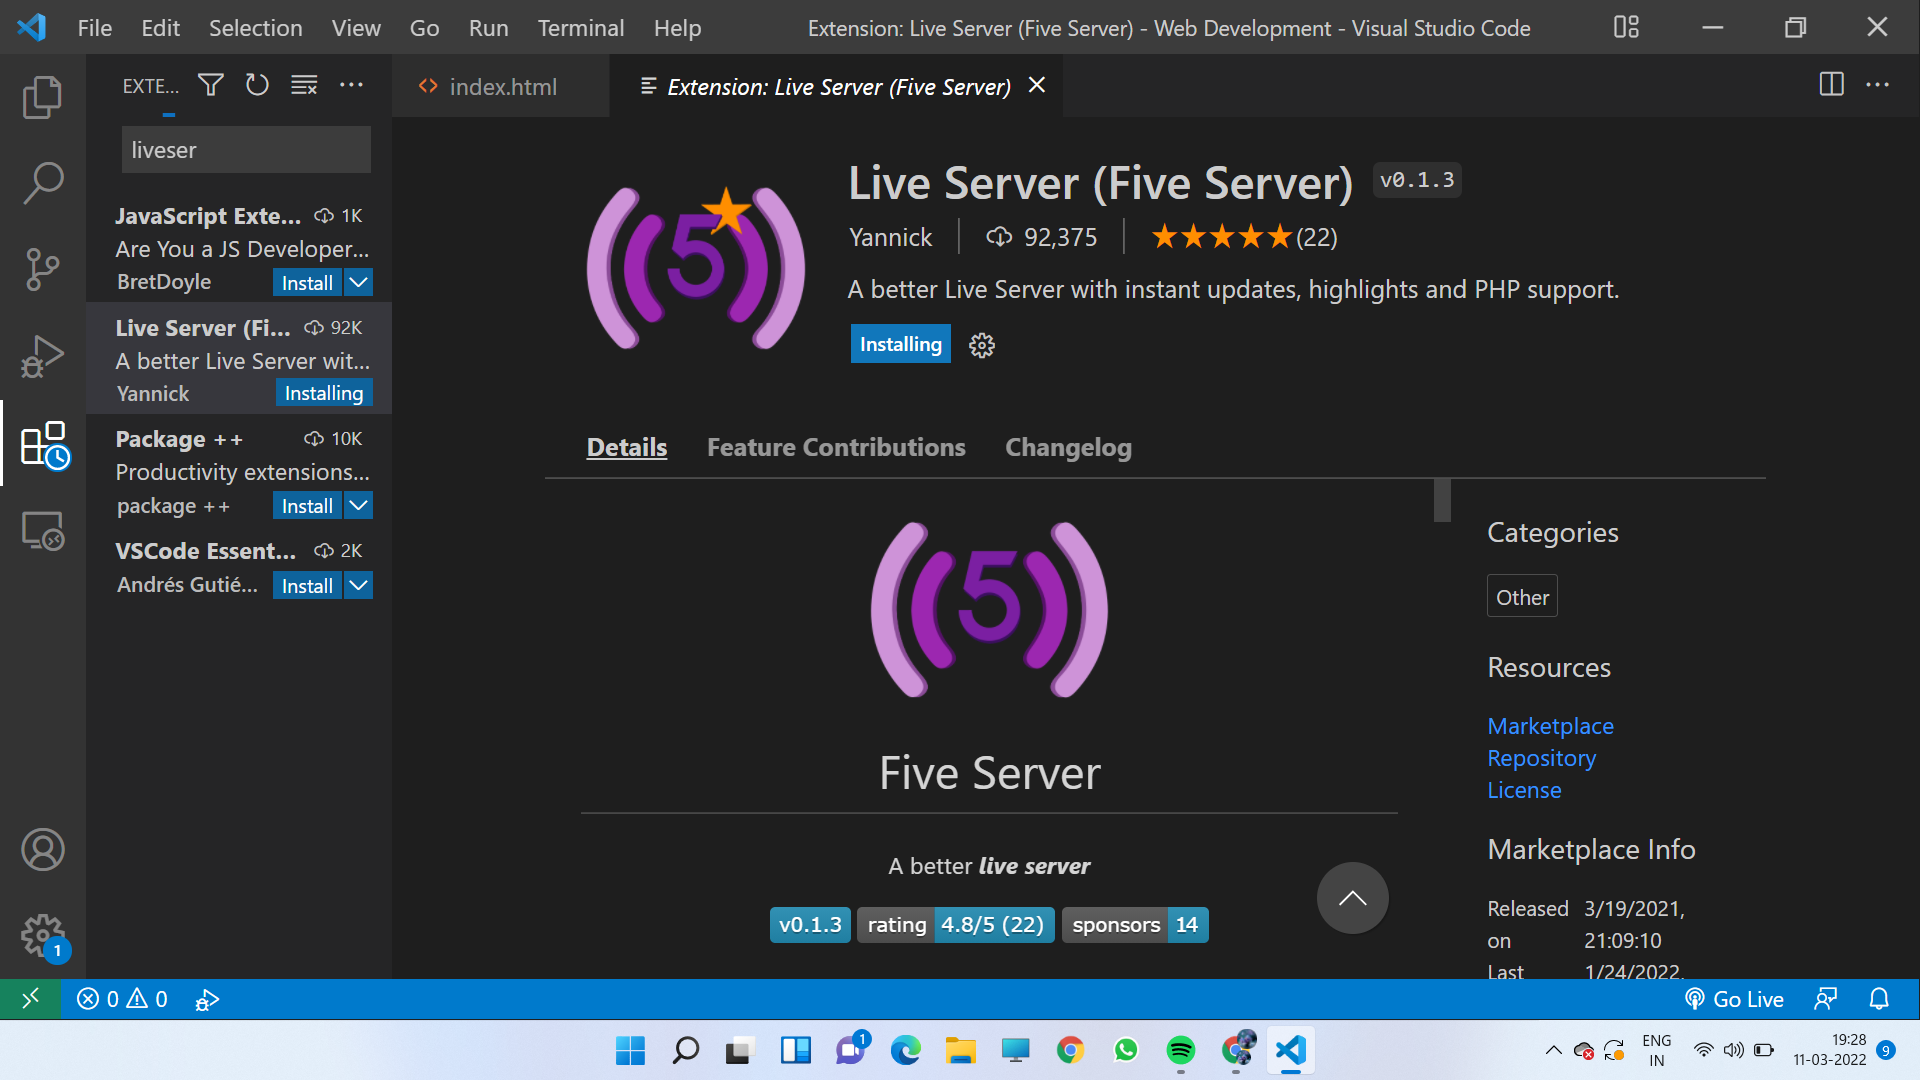 File Edit Selection View Go Run Terminal Help
Extension: Live Server (Five Server) - Web Development - Visual Studio Code
EXTE...
index.html
Extension: Live Server (Five Server)
liveser
JavaScript Exte... 1K
Are You a JS Developer...
BretDoyle Install
Live Server (Fi... 92K
A better Live Server wit...
Yannick Installing
Package ++ 10K
Productivity extensions...
package ++ Install
VSCode Essent... 2K
Andrés Gutié... Install
5
Live Server (Five Server) v0.1.3
Yannick 92,375 ★★★★★(22)
A better Live Server with instant updates, highlights and PHP support.
Installing
Details Feature Contributions Changelog
5
Five Server
A better live server
v0.1.3 rating 4.8/5 (22) sponsors 14
Categories
Other
Resources
Marketplace
Repository
License
Marketplace Info
Released 3/19/2021,
on 21:09:10
Last 1/24/2022,
1
0 0
Go Live
1
ENG
IN
19:28
11-03-2022
9